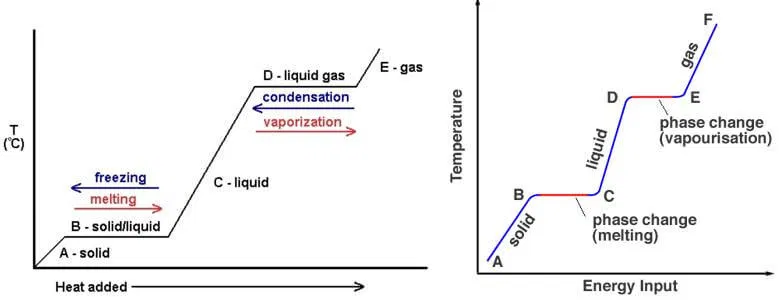 T
(°C)
E - gas
D - liquid gas
condensation
vaporization
C - liquid
freezing
melting
B - solid/liquid
A - solid
Heat added
Temperature
F
gas
D
E
phase change
(vapourisation)
liquid
B
C
phase change
(melting)
solid
A
Energy Input